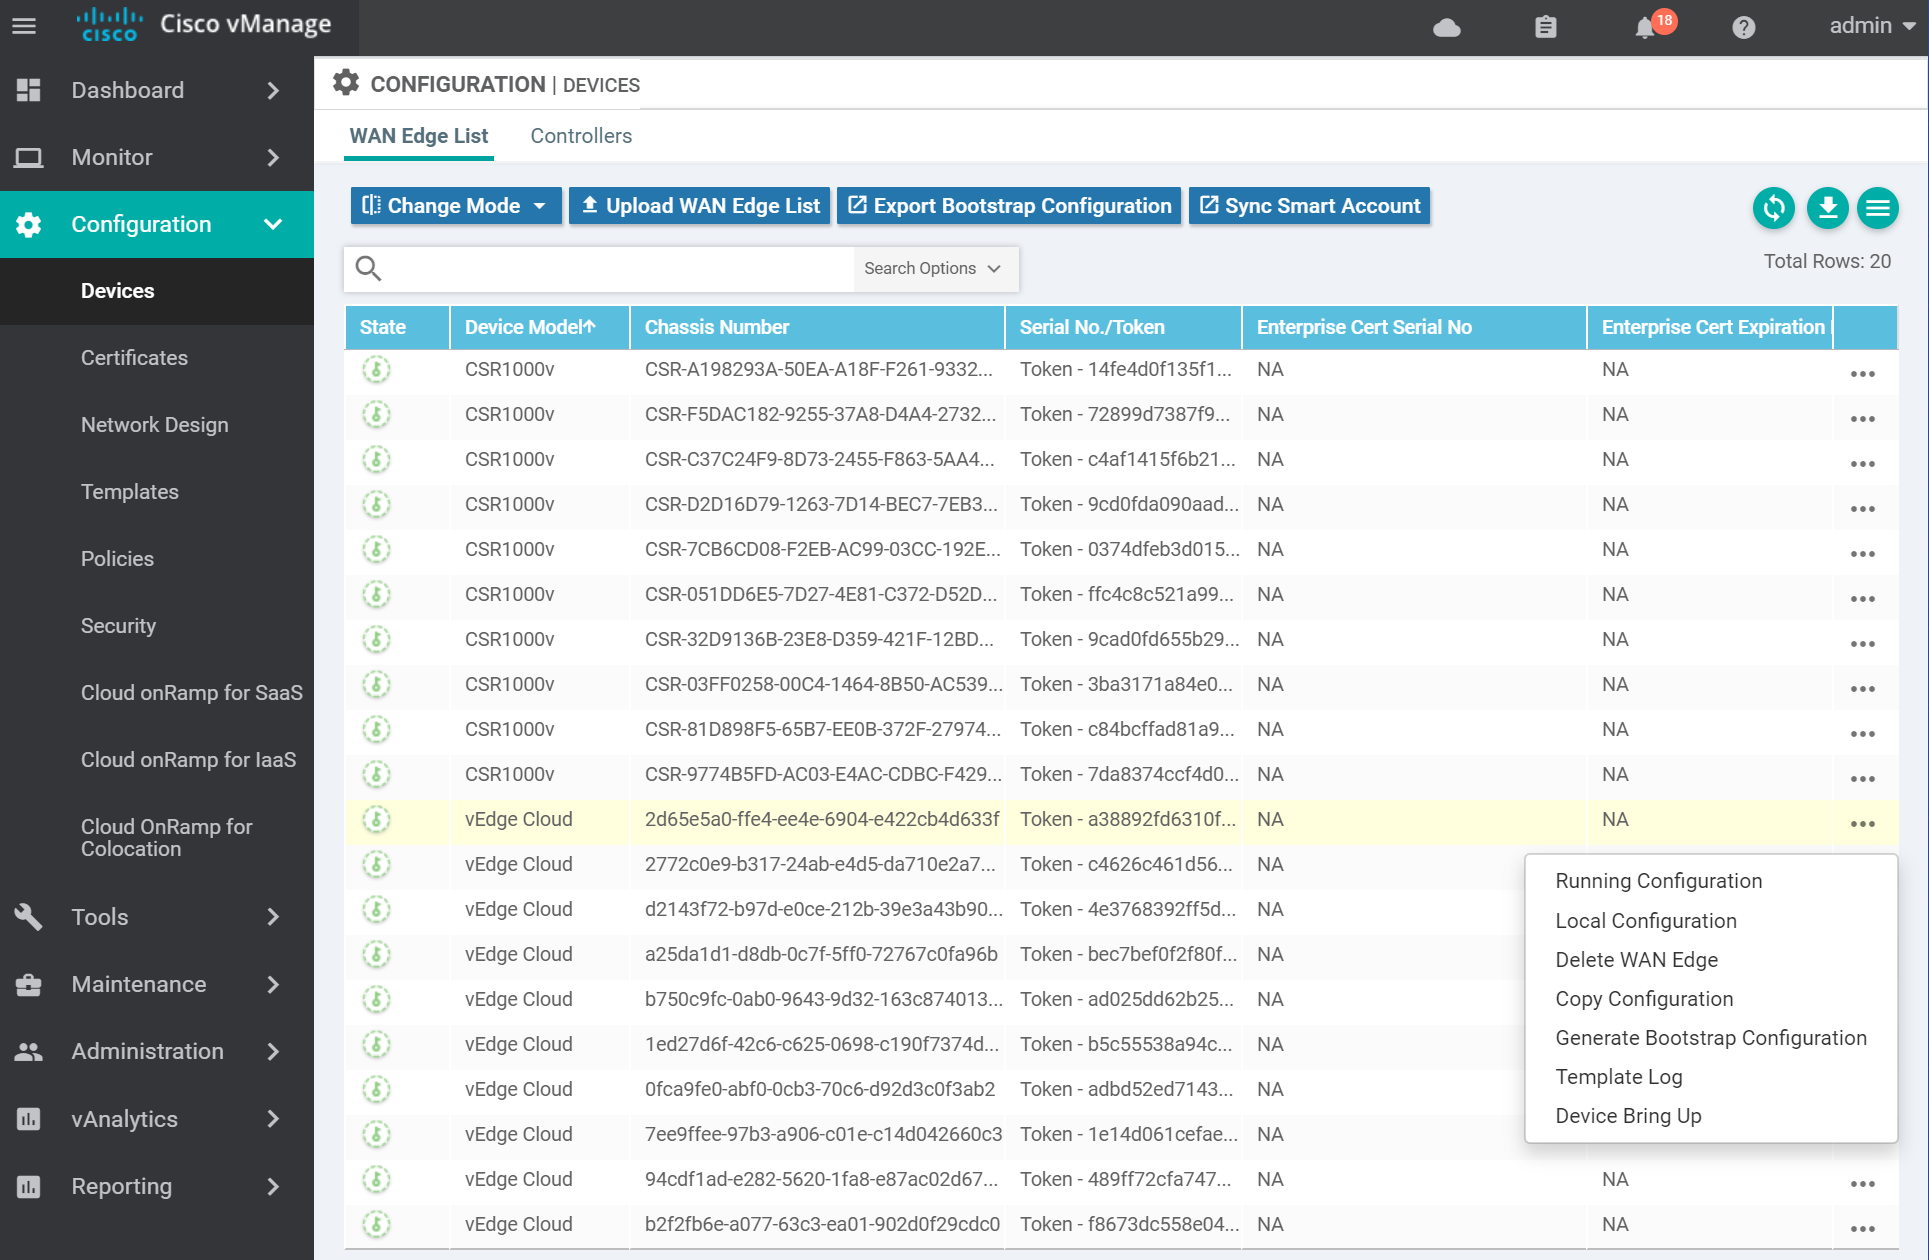 cisco Cisco vManage
18
admin
Dashboard
Monitor
Configuration
Devices
Certificates
Network Design
Templates
Policies
Security
Cloud onRamp for SaaS
Cloud onRamp for IaaS
Cloud OnRamp for
Colocation
Tools
Maintenance
Administration
vAnalytics
Reporting
CONFIGURATION | DEVICES
WAN Edge List Controllers
Change Mode Upload WAN Edge List Export Bootstrap Configuration Sync Smart Account
Search Options
Total Rows: 20
State Device Model Chassis Number Serial No./Token Enterprise Cert Serial No Enterprise Cert Expiration
CSR1000v CSR-A198293A-50EA-A18F-F261-9332... Token - 14fe4d0f135f1... NA NA
CSR1000v CSR-F5DAC182-9255-37A8-D4A4-2732... Token - 72899d7387f9... NA NA
CSR1000v CSR-C37C24F9-8D73-2455-F863-5AA4... Token - c4af1415f6b21... NA NA
CSR1000v CSR-D2D16D79-1263-7D14-BEC7-7EB3... Token - 9cd0fda090aad... NA NA
CSR1000v CSR-7CB6CD08-F2EB-AC99-03CC-192E... Token - 0374dfeb3d015... NA NA
CSR1000v CSR-051DD6E5-7D27-4E81-C372-D52D... Token - ffc4c8c521a99... NA NA
CSR1000v CSR-32D9136B-23E8-D359-421F-12BD... Token - 9cad0fd655b29... NA NA
CSR1000v CSR-03FF0258-00C4-1464-8B50-AC539... Token - 3ba3171a84e0... NA NA
CSR1000v CSR-81D898F5-65B7-EE0B-372F-27974... Token - c84bcffad81a9... NA NA
CSR1000v CSR-9774B5FD-AC03-E4AC-CDBC-F429... Token - 7da8374ccf4d0... NA NA
vEdge Cloud 2d65e5a0-ffe4-ee4e-6904-e422cb4d633f Token - a38892fd6310f... NA NA
vEdge Cloud 2772c0e9-b317-24ab-e4d5-da710e2a7... Token - c4626c461d56... NA
vEdge Cloud d2143f72-b97d-e0ce-212b-39e3a43b90... Token - 4e3768392ff5d... NA
vEdge Cloud a25da1d1-d8db-0c7f-5ff0-72767c0fa96b Token - bec7bef0f2f80f... NA
vEdge Cloud b750c9fc-0ab0-9643-9d32-163c874013... Token - ad025dd62b25... NA
vEdge Cloud 1ed27d6f-42c6-c625-0698-c190f7374d... Token - b5c55538a94c... NA
vEdge Cloud 0fca9fe0-abf0-0cb3-70c6-d92d3c0f3ab2 Token - adbd52ed7143... NA
vEdge Cloud 7ee9ffee-97b3-a906-c01e-c14d042660c3 Token - 1e14d061cefae... NA
vEdge Cloud 94cdf1ad-e282-5620-1fa8-e87ac02d67... Token - 489ff72cfa747... NA NA
vEdge Cloud b2f2fb6e-a077-63c3-ea01-902d0f29cdc0 Token - f8673dc558e04... NA NA
Running Configuration
Local Configuration
Delete WAN Edge
Copy Configuration
Generate Bootstrap Configuration
Template Log
Device Bring Up